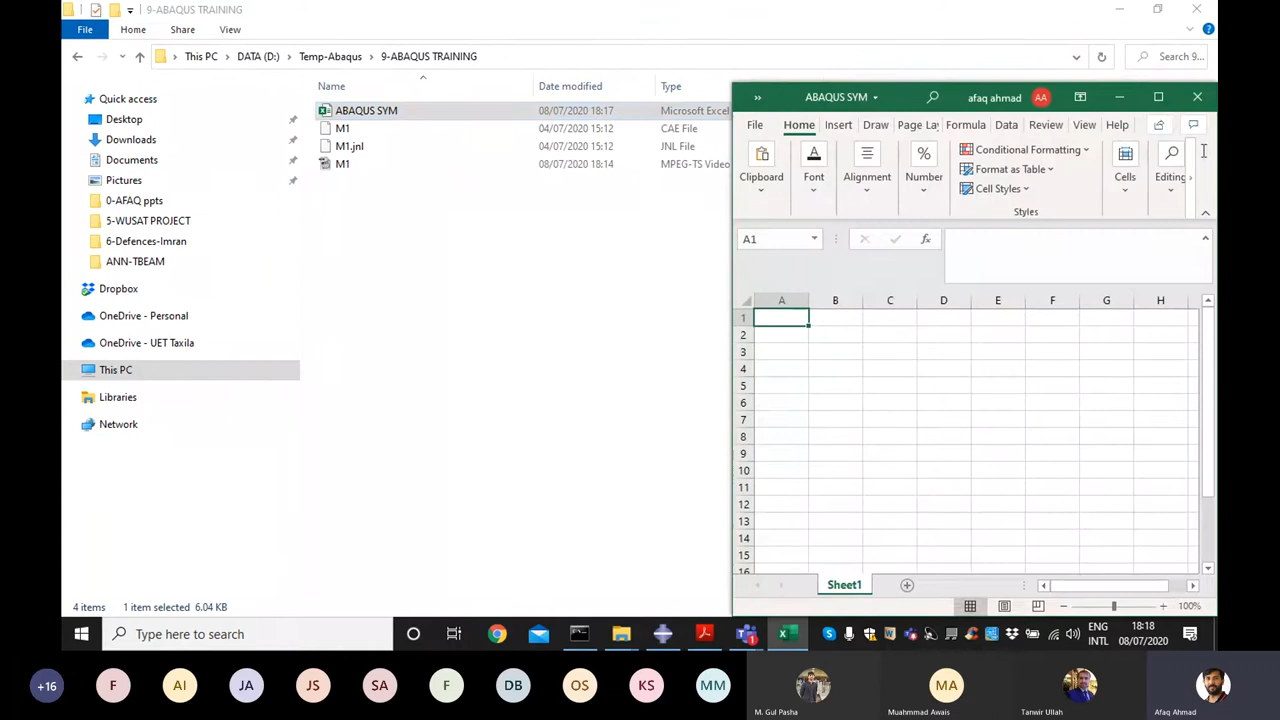 9-ABAQUS TRAINING
File Home Share View
This PC DATA (D:) Temp-Abaqus 9-ABAQUS TRAINING
Search 9...
Name Date modified Type
Quick access
Desktop
Downloads
Documents
Pictures
0-AFAQ ppts
5-WUSAT PROJECT
6-Defences-Imran
ANN-TBEAM
Dropbox
OneDrive - Personal
OneDrive - UET Taxila
This PC
Libraries
Network
ABAQUS SYM 08/07/2020 18:17 Microsoft Excel
M1 04/07/2020 15:12 CAE File
M1.jnl 04/07/2020 15:12 JNL File
M1 08/07/2020 18:14 MPEG-TS Video
4 items 1 item selected 6.04 KB
ABAQUS SYM afaq ahmad AA
File Home Insert Draw Page La Formula Data Review View Help
Clipboard Font Alignment Number
Conditional Formatting
Format as Table
Cell Styles
Styles
Cells Editing
A1 fx
A B C D E F G H
1
2
3
4
5
6
7
8
9
10
11
12
13
14
15
16
Sheet1
100%
Type here to search
ENG
INTL
18:18
08/07/2020
+16 F AI JA JS SA F DB OS KS MM MA
M. Gul Pasha Muahmmad Awais Tanwir Ullah Afaq Ahmad